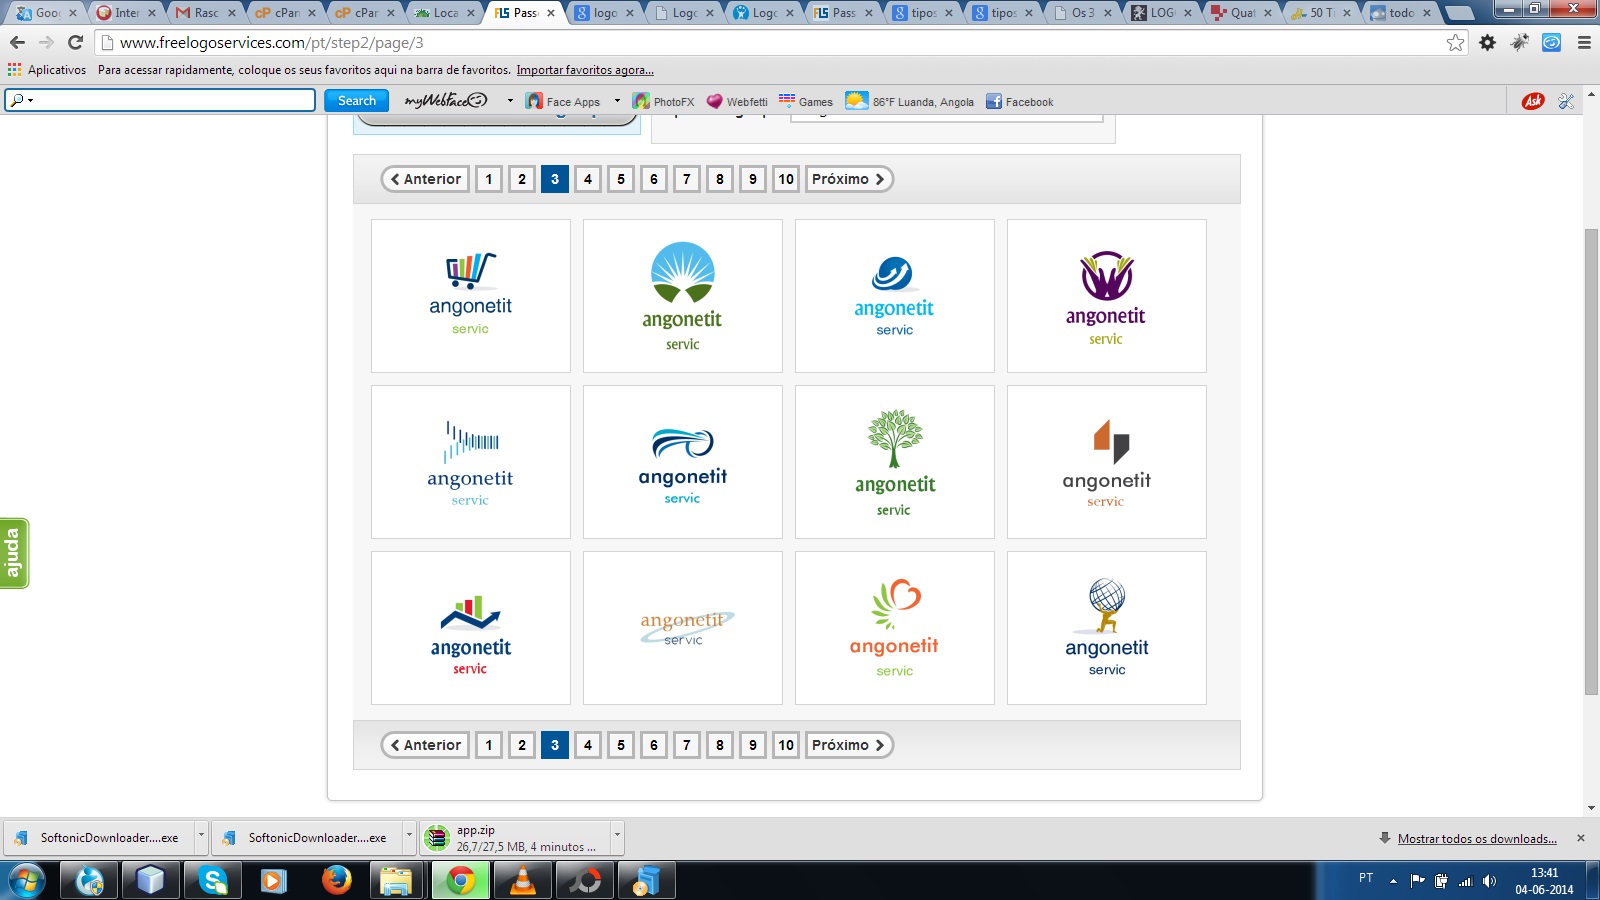 Goo
Inter
Rasc
cPar
cPar
Loca
Pass
logo
Logo
Logo
Pass
tipos
tipos
Os 3
LOG
Quat
50 T
todo
www.freelogoservices.com/pt/step2/page/3
Aplicativos Para acessar rapidamente, coloque os seus favoritos aqui na barra de favoritos. Importar favoritos agora...
Search myWebFace Face Apps PhotoFX Webfetti Games 86°F Luanda, Angola Facebook Ask
Anterior 1 2 3 4 5 6 7 8 9 10 Próximo
angonetit
servic
angonetit
servic
angonetit
servic
angonetit
servic
angonetit
servic
angonetit
servic
angonetit
servic
angonetit
servic
angonetit
servic
angonetit
servic
angonetit
servic
angonetit
servic
ajuda
Anterior 1 2 3 4 5 6 7 8 9 10 Próximo
SoftonicDownloader....exe
SoftonicDownloader....exe
app.zip
26,7/27,5 MB, 4 minutos ...
Mostrar todos os downloads...
PT
13:41
04-06-2014